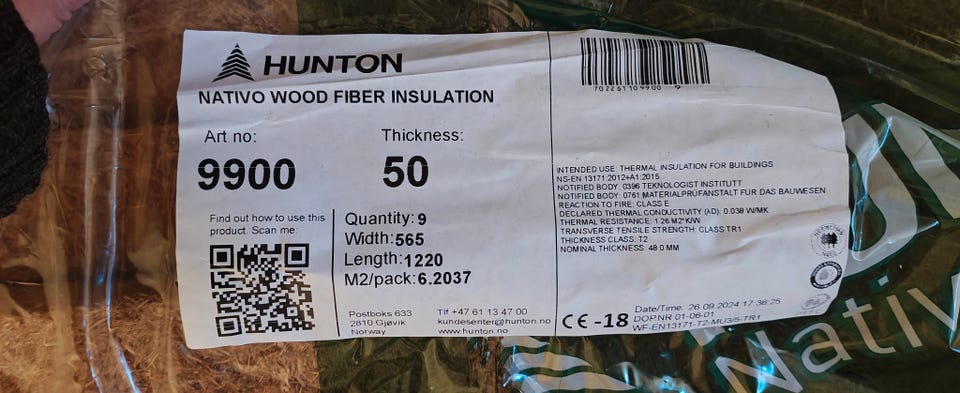 HUNTON
NATIVO WOOD FIBER INSULATION
Art no:
9900
Thickness:
50
Find out how to use this
product. Scan me:
Quantity:9
Width:565
Length:1220
M2/pack:6.2037
Postboks 633
2810 Gjøvik
Norway
Tlf +47 61 13 47 00
kundesenter@hunton.no
www.hunton.no
7022611099009
INTENDED USE: THERMAL INSULATION FOR BUILDINGS
NS-EN 13171:2012+A1:2015
NOTIFIED BODY: 0396 TEKNOLOGIST INSTITUTT
NOTIFIED BODY: 0761 MATERIALPRÜFANSTALT FUR DAS BAUWESEN
REACTION TO FIRE: CLASS E
DECLARED THERMAL CONDUCTIVITY (λD): 0.038 W/MK
THERMAL RESISTANCE: 1.26 M2*K/W
TRANSVERSE TENSILE STRENGTH: CLASS TR1
THICKNESS CLASS: T2
NOMINAL THICKNESS: 48.0 MM
CE -18
Date/Time: 26.09.2024 17:36:25
DOP.NR 01-06-01
WF-EN13171-T2-MU3/5-TR1
Nativ